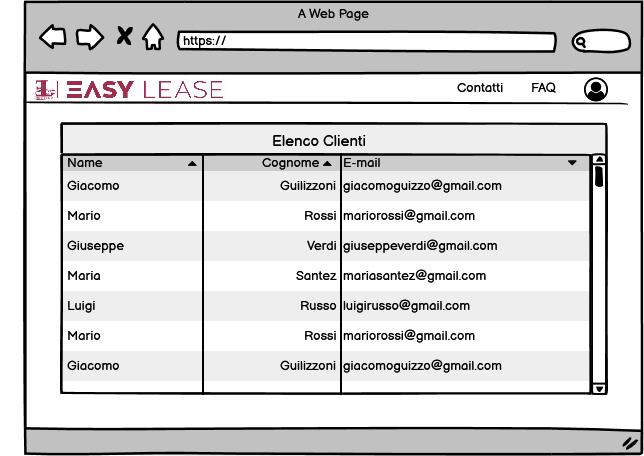 A Web Page
https://
EASY LEASE
Contatti FAQ
Elenco Clienti
Name Cognome E-mail
Giacomo Guilizzoni giacomoguizzo@gmail.com
Mario Rossi mariorossi@gmail.com
Giuseppe Verdi giuseppeverdi@gmail.com
Maria Santez mariasantez@gmail.com
Luigi Russo luigirusso@gmail.com
Mario Rossi mariorossi@gmail.com
Giacomo Guilizzoni giacomoguizzo@gmail.com